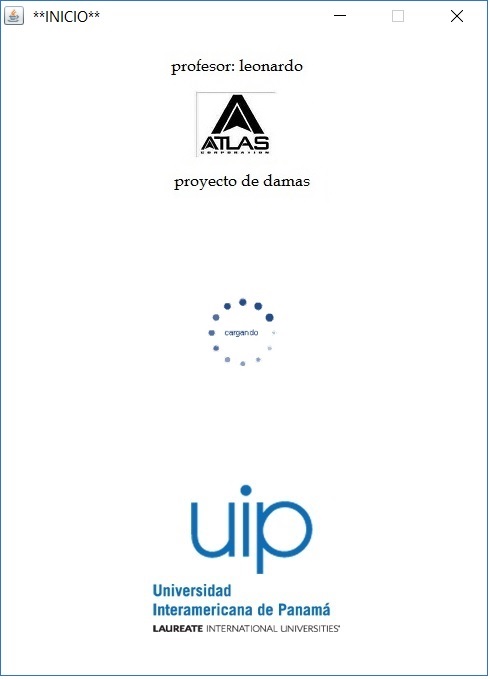 **INICIO**
profesor: leonardo
ATLAS
CORPORATION
proyecto de damas
cargando
uip
Universidad
Interamericana de Panamá
LAUREATE INTERNATIONAL UNIVERSITIES'